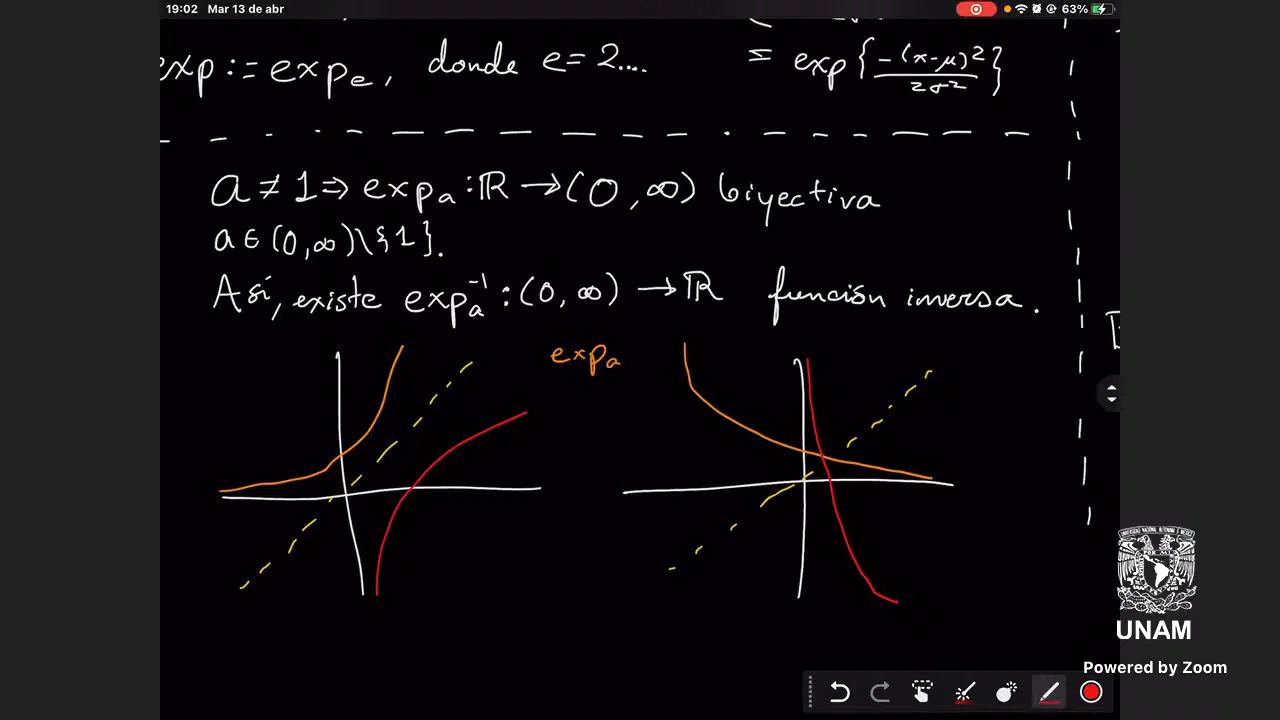 19:02 Mar 13 de abr 63%
exp := exp_e, donde e = 2....
= exp{-(x-μ)²/2σ²}
a ≠ 1 ⇒ exp_a : ℝ → (0, ∞) biyectiva
a ∈ (0, ∞) \ {1}.
Así, existe exp_a^{-1} : (0, ∞) → ℝ función inversa.
exp_a
UNAM
Powered by Zoom